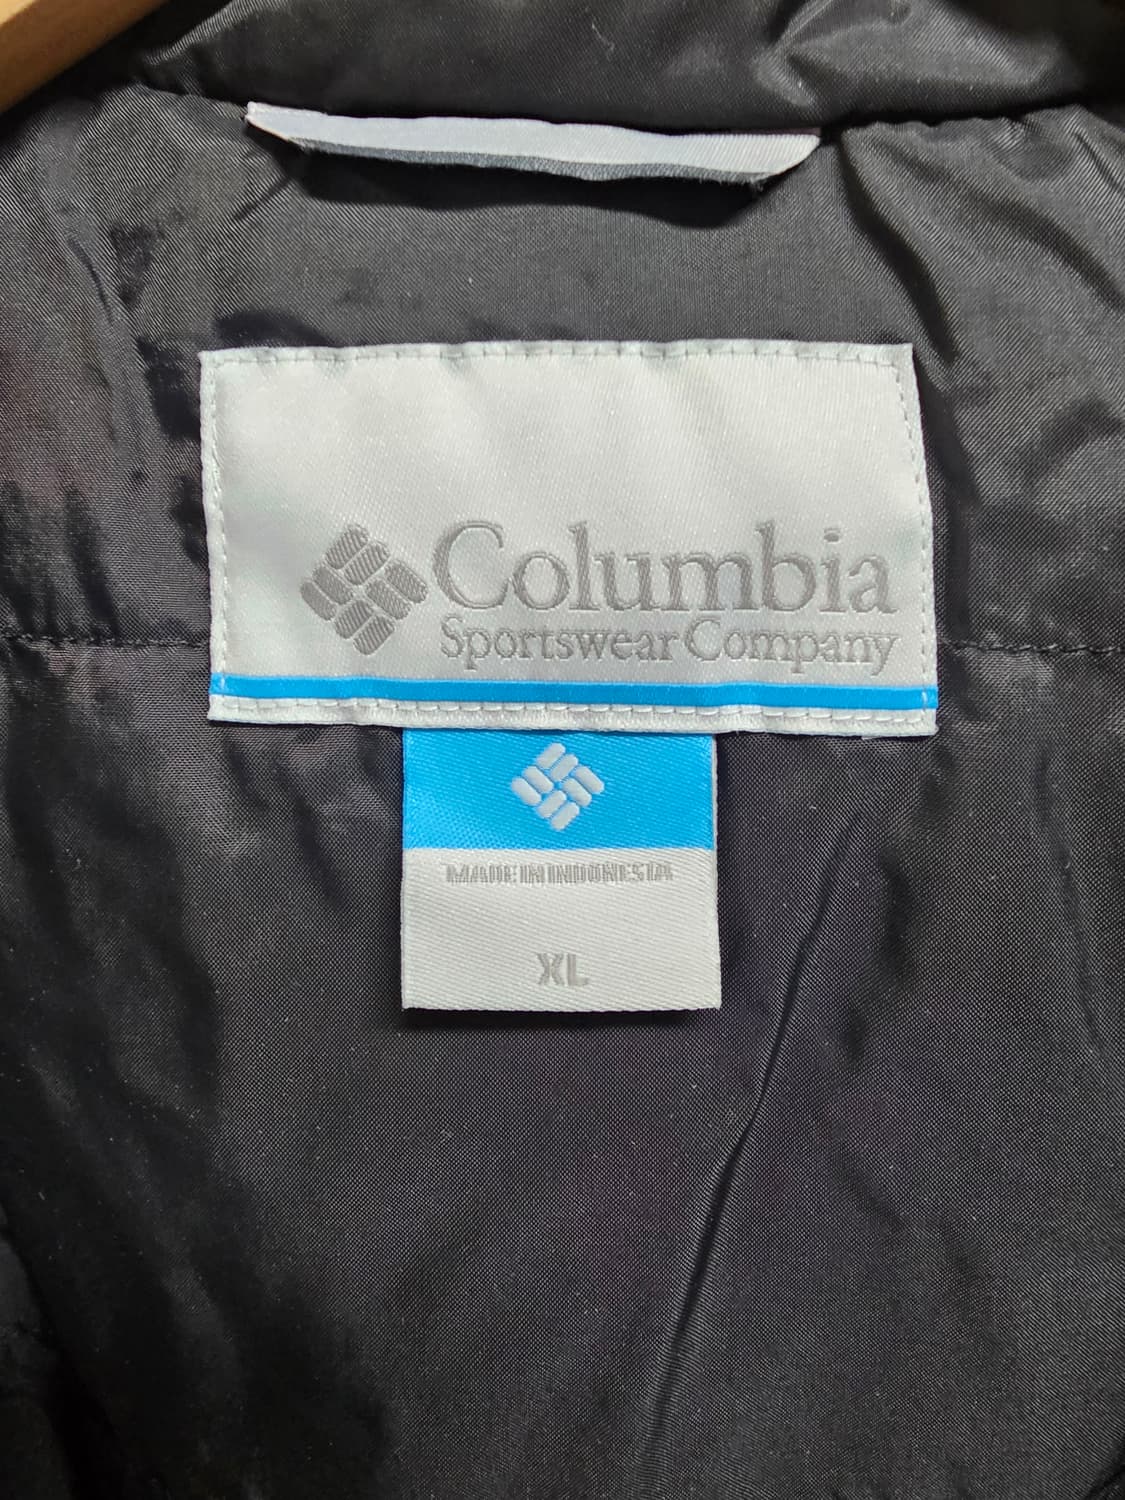 Columbia
Sportswear Company
MADE IN INDONESIA
XL